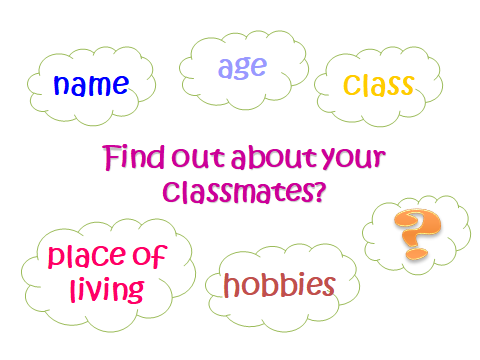 name
age
class
Find out about your
classmates?
place of
living
hobbies
?